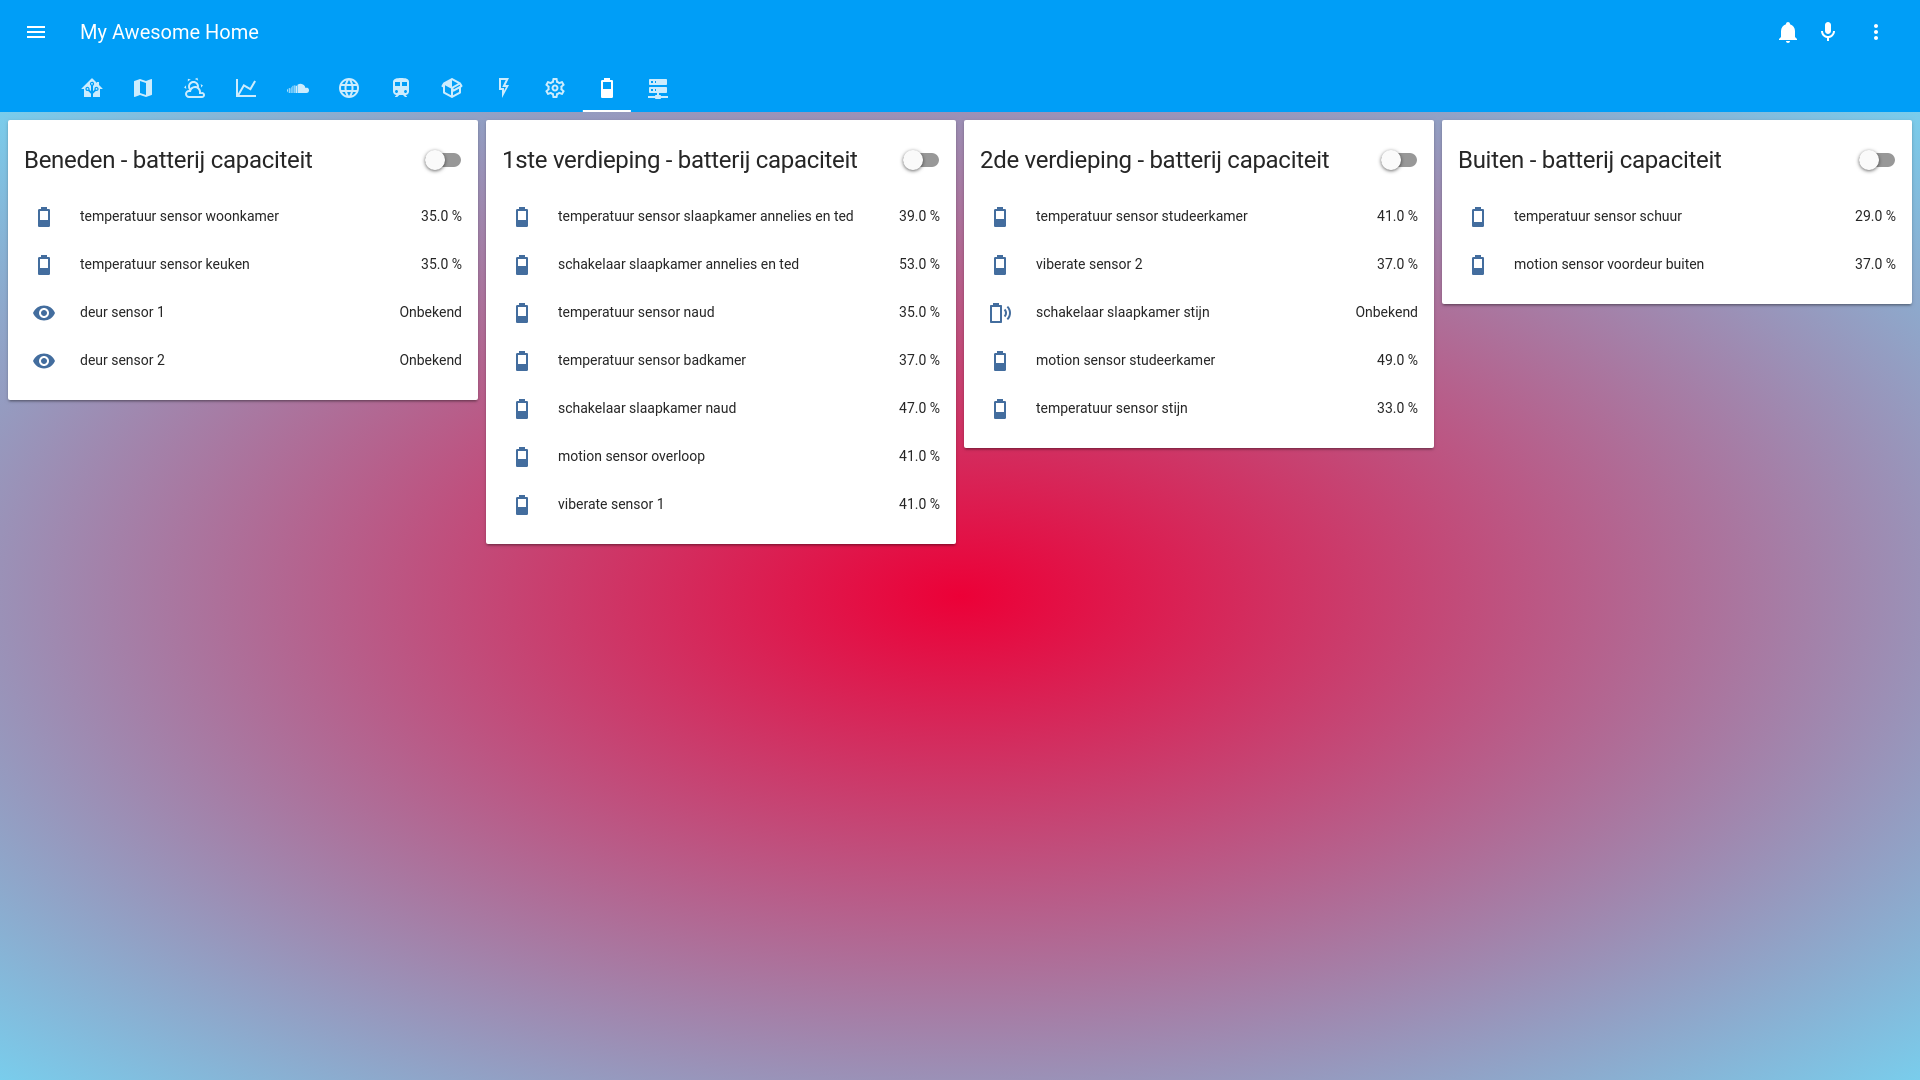 My Awesome Home
Beneden - batterij capaciteit
temperatuur sensor woonkamer 35.0 %
temperatuur sensor keuken 35.0 %
deur sensor 1 Onbekend
deur sensor 2 Onbekend
1ste verdieping - batterij capaciteit
temperatuur sensor slaapkamer annelies en ted 39.0 %
schakelaar slaapkamer annelies en ted 53.0 %
temperatuur sensor naud 35.0 %
temperatuur sensor badkamer 37.0 %
schakelaar slaapkamer naud 47.0 %
motion sensor overloop 41.0 %
viberate sensor 1 41.0 %
2de verdieping - batterij capaciteit
temperatuur sensor studeerkamer 41.0 %
viberate sensor 2 37.0 %
schakelaar slaapkamer stijn Onbekend
motion sensor studeerkamer 49.0 %
temperatuur sensor stijn 33.0 %
Buiten - batterij capaciteit
temperatuur sensor schuur 29.0 %
motion sensor voordeur buiten 37.0 %